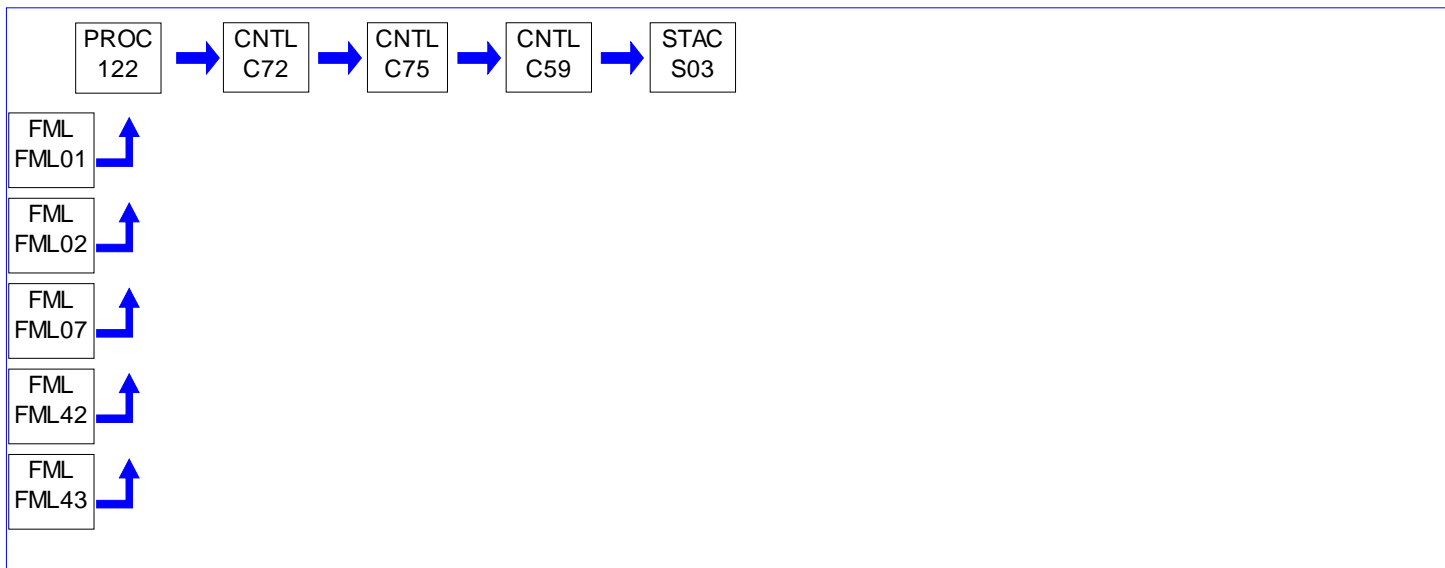 PROC
122
CNTL
C72
CNTL
C75
CNTL
C59
STAC
S03
FML
FML01
FML
FML02
FML
FML07
FML
FML42
FML
FML43